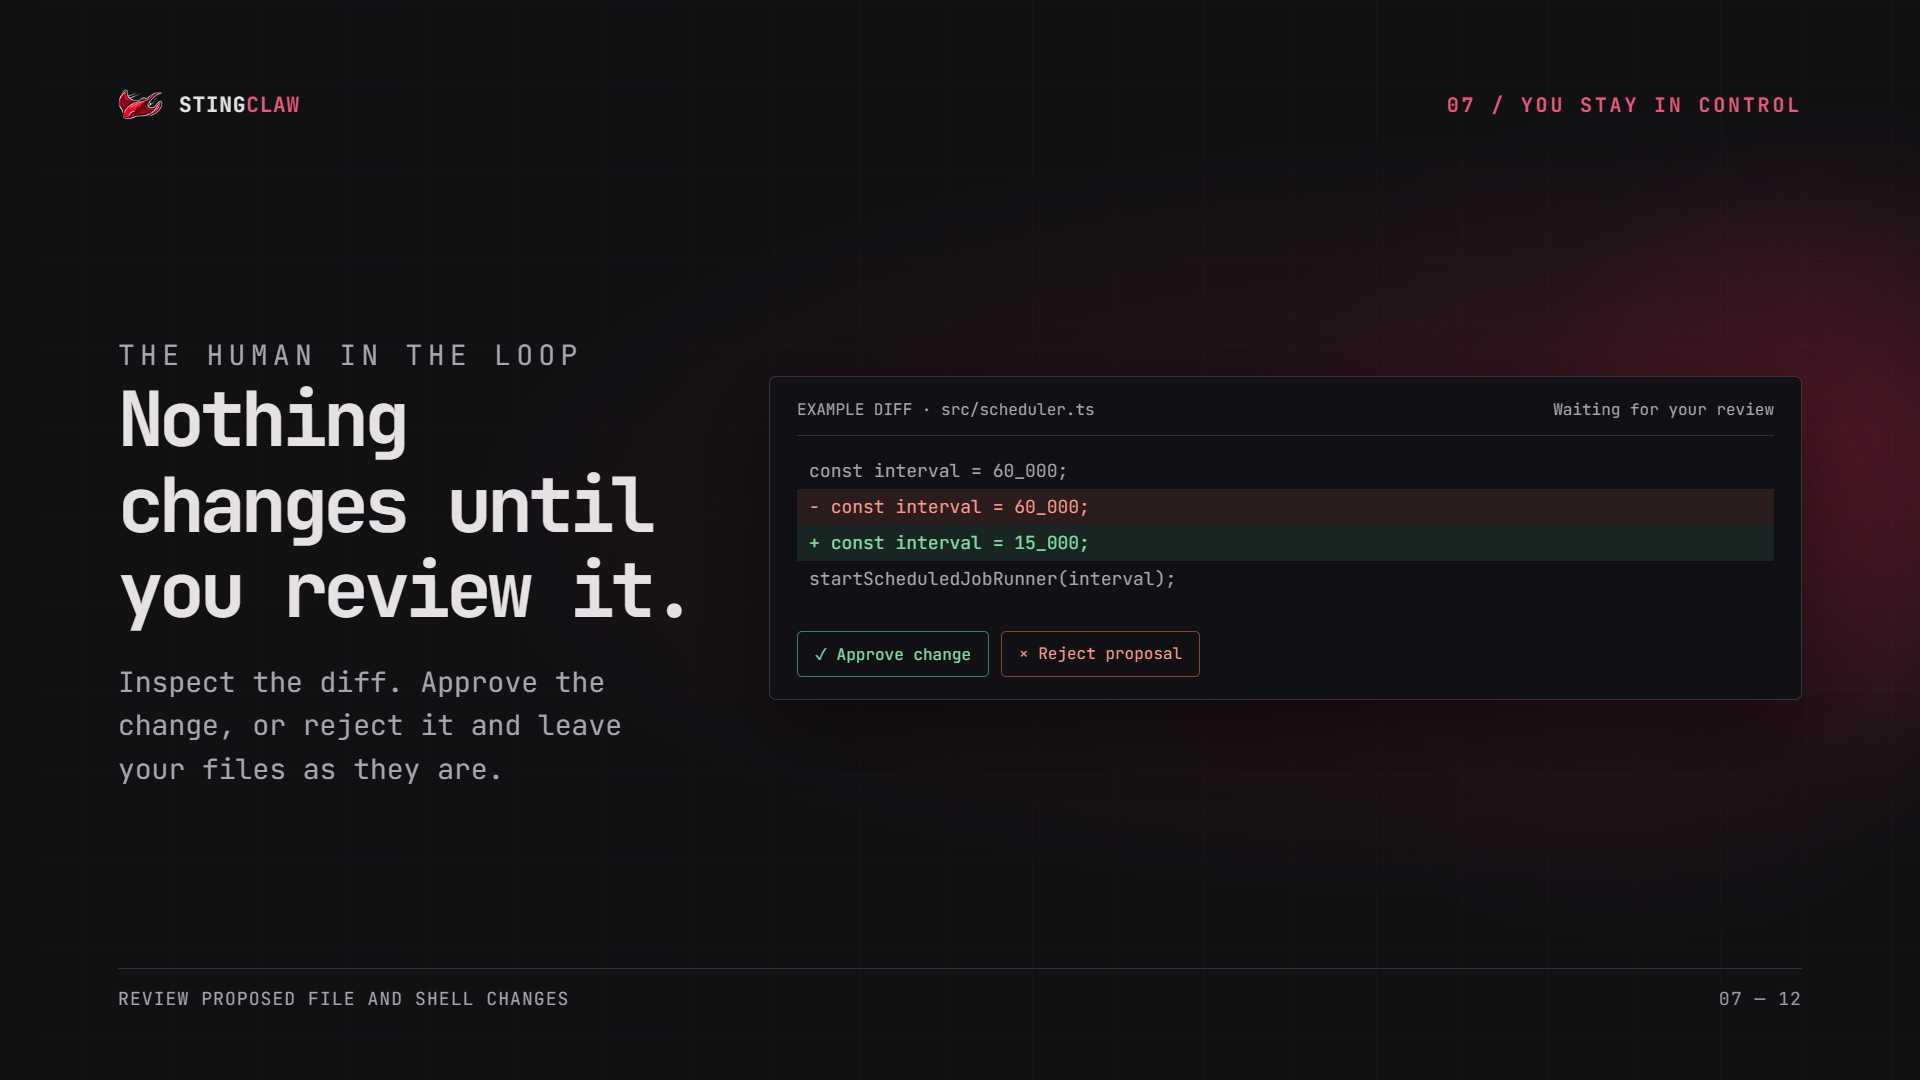 STINGCLAW
07 / YOU STAY IN CONTROL
THE HUMAN IN THE LOOP
Nothing
changes until
you review it.
Inspect the diff. Approve the
change, or reject it and leave
your files as they are.
EXAMPLE DIFF · src/scheduler.ts
Waiting for your review
const interval = 60_000;
- const interval = 60_000;
+ const interval = 15_000;
startScheduledJobRunner(interval);
✓ Approve change
× Reject proposal
REVIEW PROPOSED FILE AND SHELL CHANGES
07 — 12